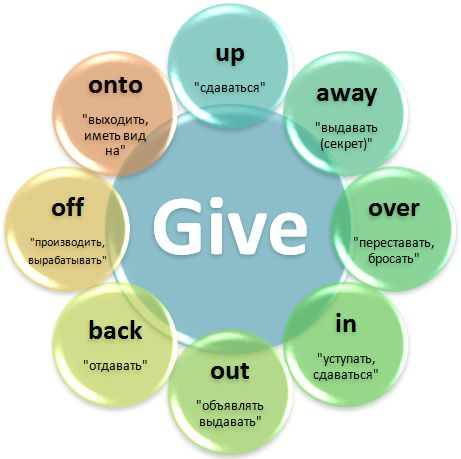 up
"сдаваться"
away
"выдавать
(секрет)"
over
"переставать,
бросать"
in
"уступать,
сдаваться"
out
"объявлять
выдавать"
back
"отдавать"
off
"производить,
вырабатывать"
onto
"выходить,
иметь вид
на"
Give